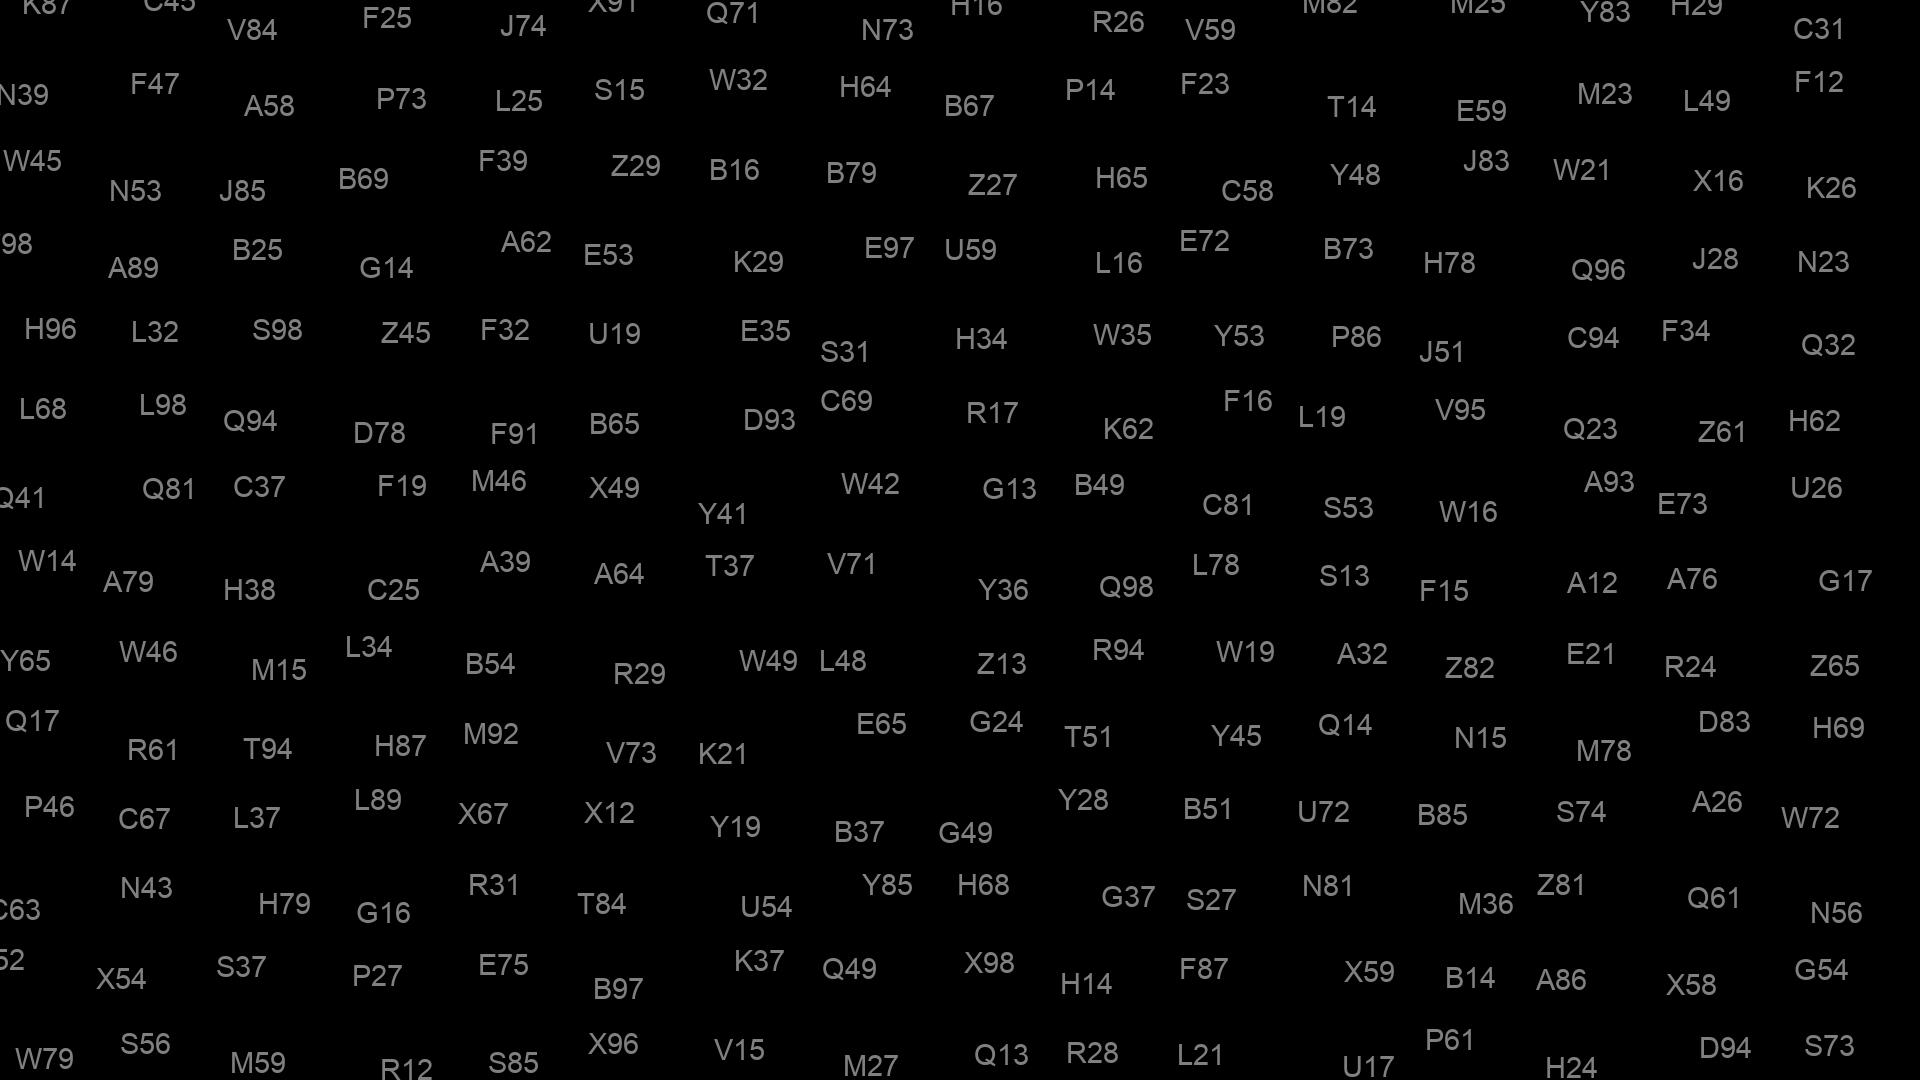 K87 C45 V84 F25 J74 X91 Q71 N73 H16 R26 V59 M82 M25 Y83 H29 C31
N39 F47 A58 P73 L25 S15 W32 H64 B67 P14 F23 T14 E59 M23 L49 F12
W45 N53 J85 B69 F39 Z29 B16 B79 Z27 H65 C58 Y48 J83 W21 X16 K26
98 A89 B25 G14 A62 E53 K29 E97 U59 L16 E72 B73 H78 Q96 J28 N23
H96 L32 S98 Z45 F32 U19 E35 S31 H34 W35 Y53 P86 J51 C94 F34 Q32
L68 L98 Q94 D78 F91 B65 D93 C69 R17 K62 F16 L19 V95 Q23 Z61 H62
Q41 Q81 C37 F19 M46 X49 Y41 W42 G13 B49 C81 S53 W16 A93 E73 U26
W14 A79 H38 C25 A39 A64 T37 V71 Y36 Q98 L78 S13 F15 A12 A76 G17
Y65 W46 M15 L34 B54 R29 W49 L48 Z13 R94 W19 A32 Z82 E21 R24 Z65
Q17 R61 T94 H87 M92 V73 K21 E65 G24 T51 Y45 Q14 N15 M78 D83 H69
P46 C67 L37 L89 X67 X12 Y19 B37 G49 Y28 B51 U72 B85 S74 A26 W72
C63 N43 H79 G16 R31 T84 U54 Y85 H68 G37 S27 N81 M36 Z81 Q61 N56
52 X54 S37 P27 E75 B97 K37 Q49 X98 H14 F87 X59 B14 A86 X58 G54
W79 S56 M59 R12 S85 X96 V15 M27 Q13 R28 L21 U17 P61 H24 D94 S73